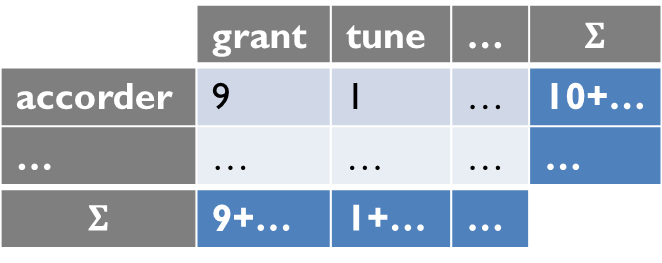 grant tune … Σ
accorder 9 1 … 10+…
… … … … …
Σ 9+… 1+… …